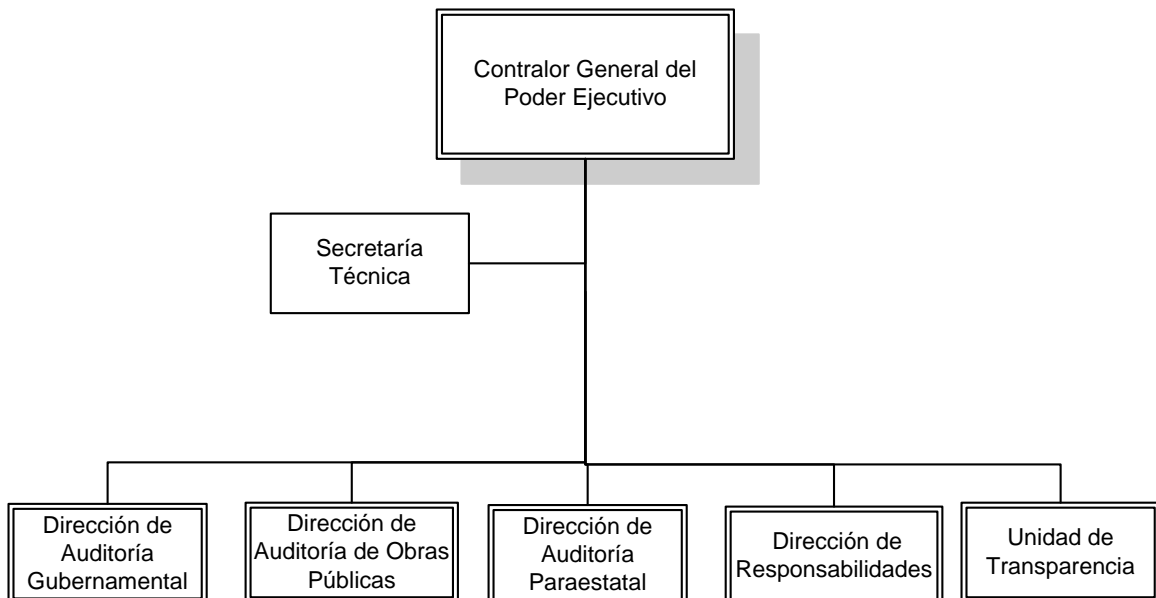 Contralor General del
Poder Ejecutivo
Secretaría
Técnica
Dirección de
Auditoría
Gubernamental
Dirección de
Auditoría de Obras
Públicas
Dirección de
Auditoría
Paraestatal
Dirección de
Responsabilidades
Unidad de
Transparencia